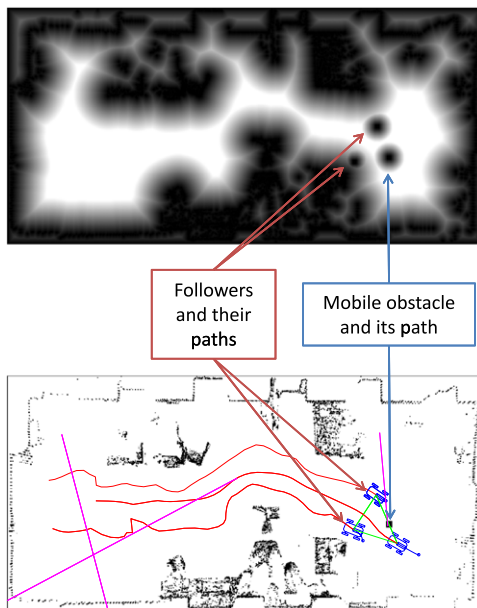 Followers
and their
paths
Mobile obstacle
and its path